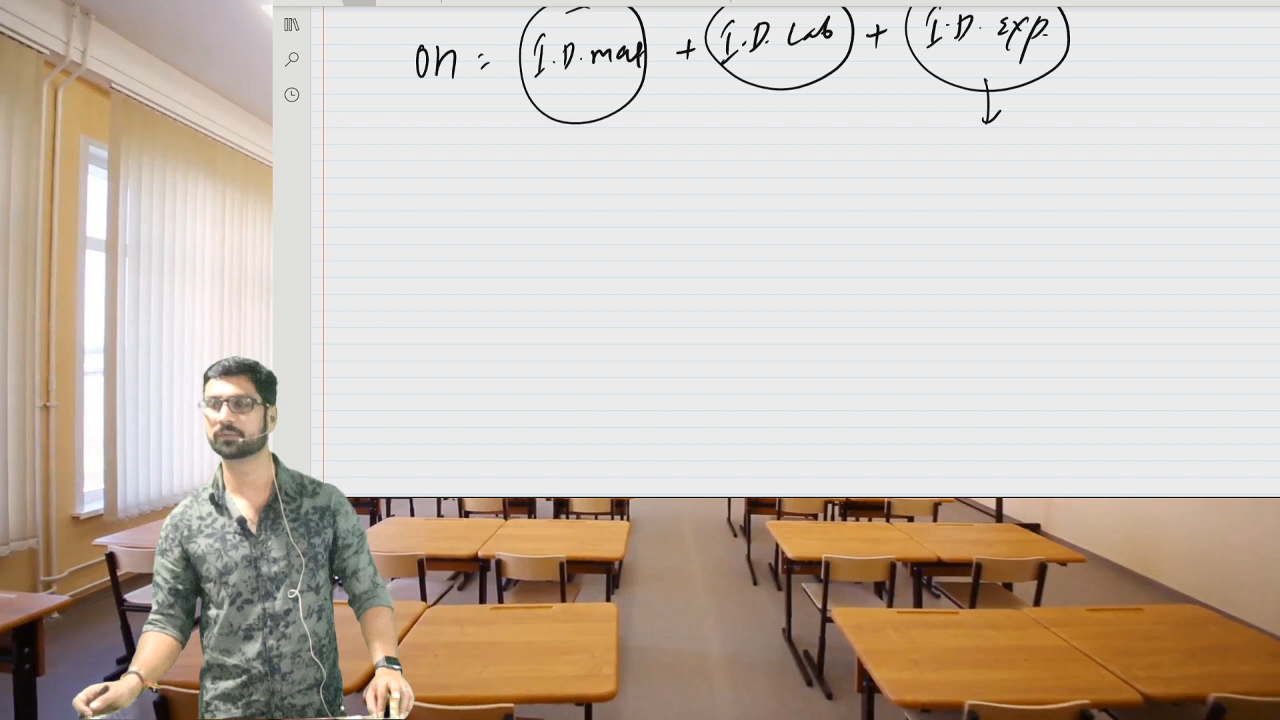 OH = I.D. mat + I.D. Lab + I.D. exp.